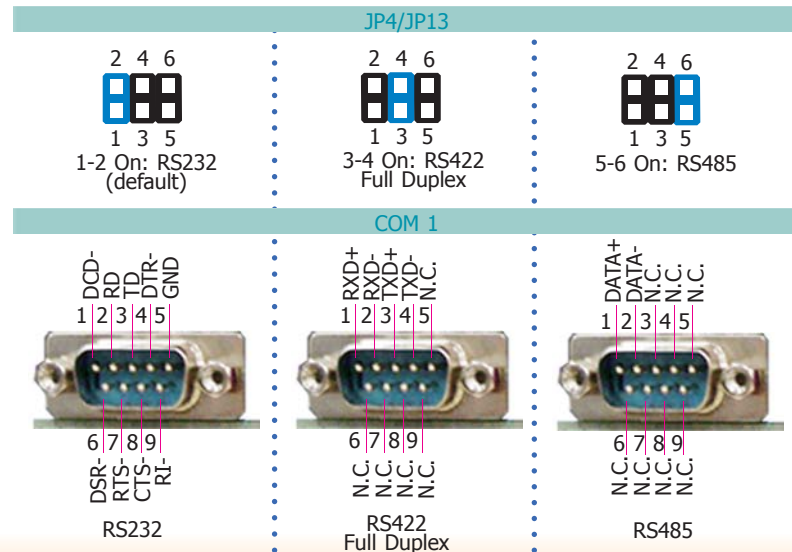 JP4/JP13
2 4 6
1 3 5
1-2 On: RS232
(default)
2 4 6
1 3 5
3-4 On: RS422
Full Duplex
2 4 6
1 3 5
5-6 On: RS485
COM 1
DCD-
RD
TD
DTR-
GND
1 2 3 4 5
6 7 8 9
DSR-
RTS-
CTS-
RI-
RS232
RXD+
RXD-
TXD+
TXD-
N.C.
1 2 3 4 5
6 7 8 9
N.C.
N.C.
N.C.
N.C.
RS422
Full Duplex
DATA+
DATA-
N.C.
N.C.
N.C.
1 2 3 4 5
6 7 8 9
N.C.
N.C.
N.C.
N.C.
RS485